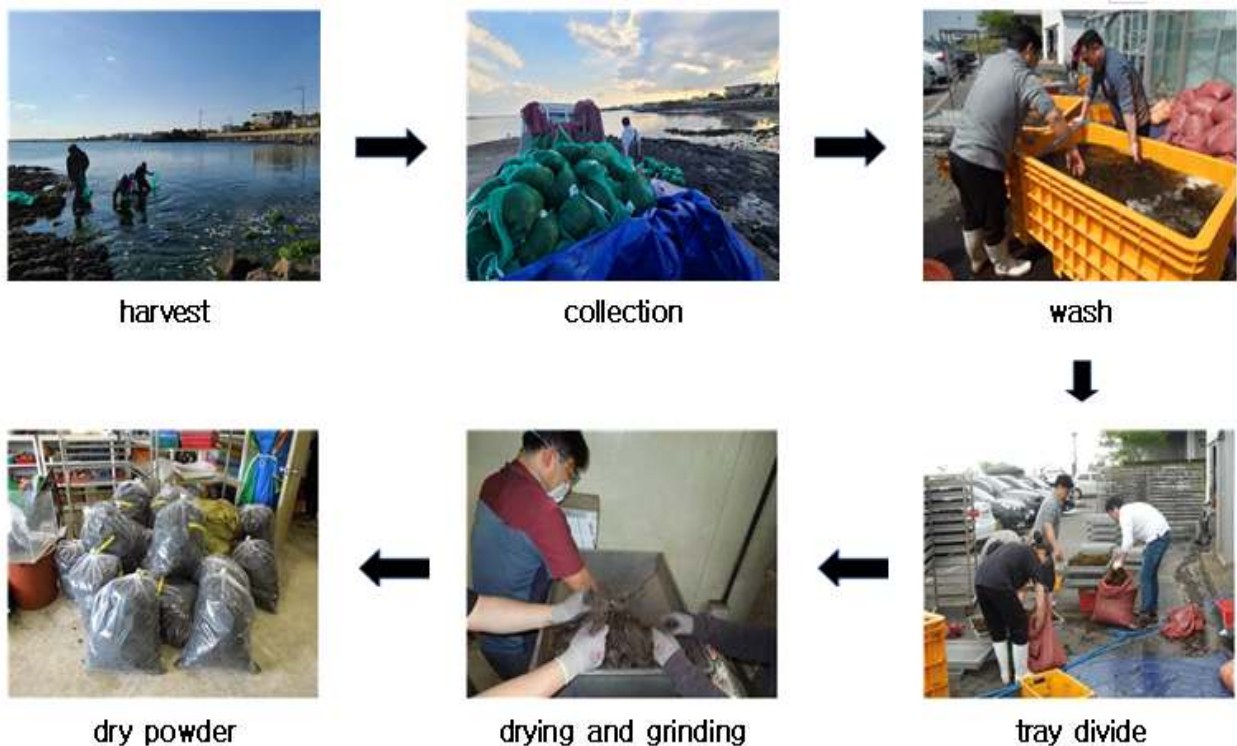 harvest
collection
wash
tray divide
drying and grinding
dry powder